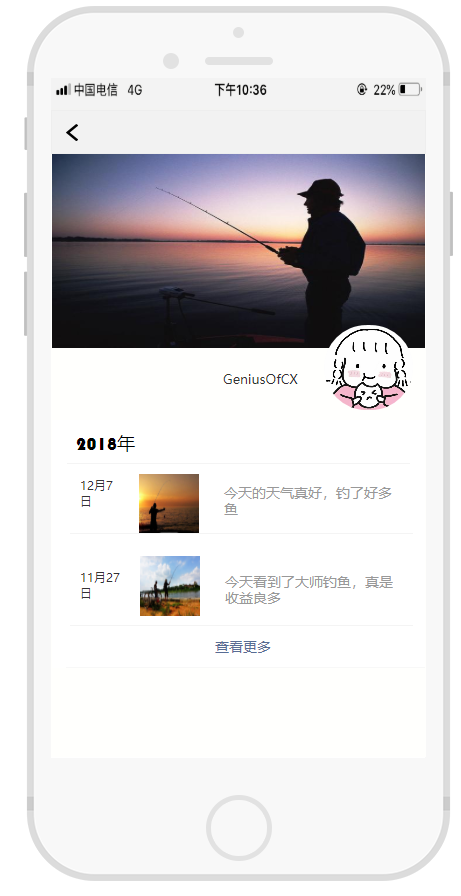 中国电信 4G 下午10:36 22%
GeniusOfCX
2018年
12月7
日
今天的天气真好，钓了好多
鱼
11月27
日
今天看到了大师钓鱼，真是
收益良多
查看更多